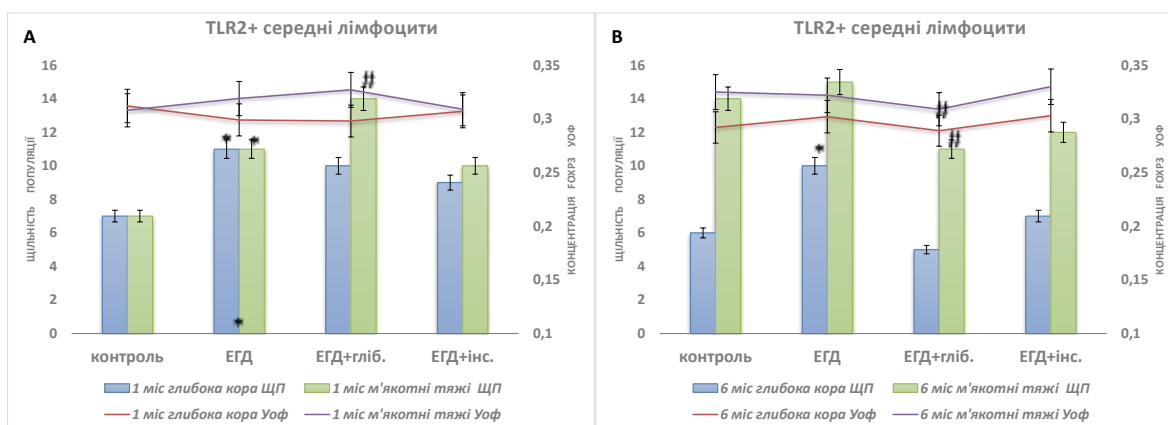 A
TLR2+ середні лімфоцити
ЩІЛЬНІСТЬ ПОПУЛЯЦІЇ
16
14
12
10
8
6
4
2
0
0,35
0,3
0,25
0,2
0,15
0,1
КОНЦЕНТРАЦІЯ FOXP3 УОФ
* * # *
контроль ЕГД ЕГД+гліб. ЕГД+інс.
1 міс глибока кора ЩП 1 міс м'якотні тяжі ЩП
1 міс глибока кора Уоф 1 міс м'якотні тяжі Уоф
B
TLR2+ середні лімфоцити
ЩІЛЬНІСТЬ ПОПУЛЯЦІЇ
16
14
12
10
8
6
4
2
0
0,35
0,3
0,25
0,2
0,15
0,1
КОНЦЕНТРАЦІЯ FOXP3 УОФ
* # #
контроль ЕГД ЕГД+гліб. ЕГД+інс.
6 міс глибока кора ЩП 6 міс м'якотні тяжі ЩП
6 міс глибока кора Уоф 6 міс м'якотні тяжі Уоф